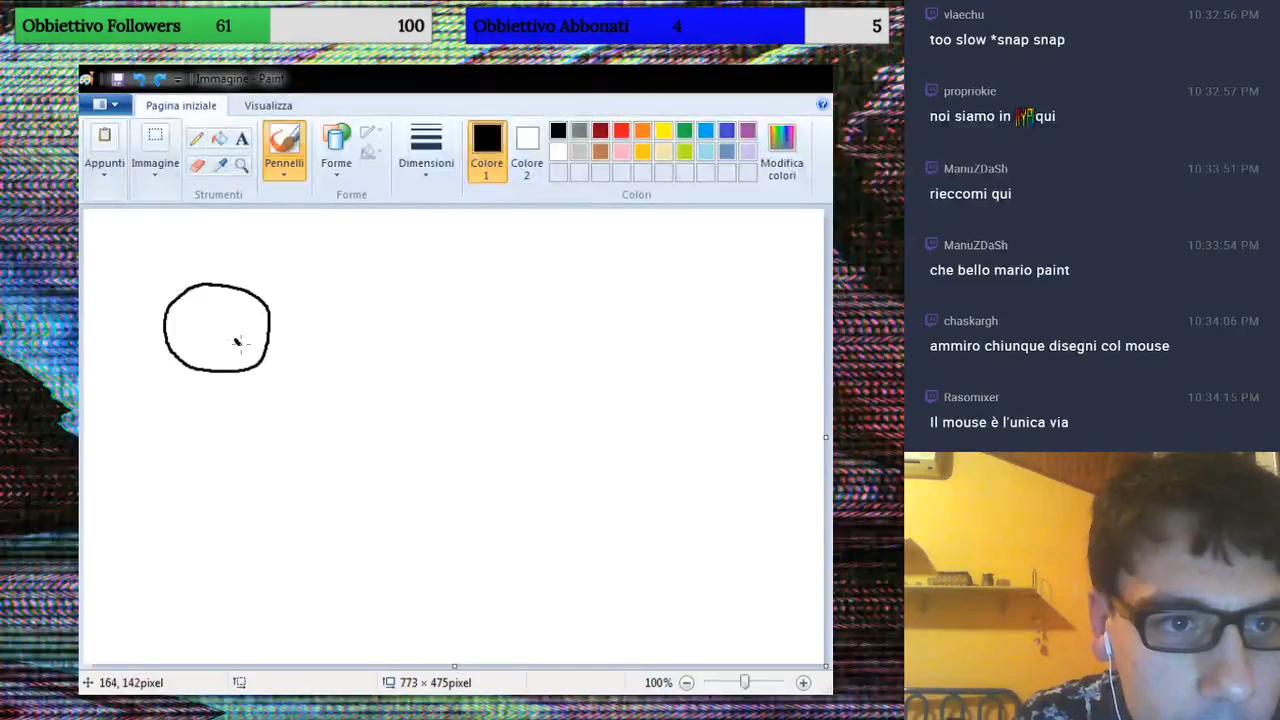 Obbiettivo Followers 61 100
Obbiettivo Abbonati 4 5
Immagine - Paint
Pagina iniziale Visualizza
Appunti
Immagine
Strumenti
Pennelli
Forme
Forme
Dimensioni
Colore 1
Colore 2
Modifica colori
Colori
164, 142pixel
773 × 475pixel
100%
vlaechu 10:32:56 PM
too slow *snap snap
propriokie 10:32:57 PM
noi siamo in qui
ManuZDaSh 10:33:51 PM
rieccomi qui
ManuZDaSh 10:33:54 PM
che bello mario paint
chaskargh 10:34:06 PM
ammiro chiunque disegni col mouse
Rasomixer 10:34:15 PM
Il mouse è l'unica via